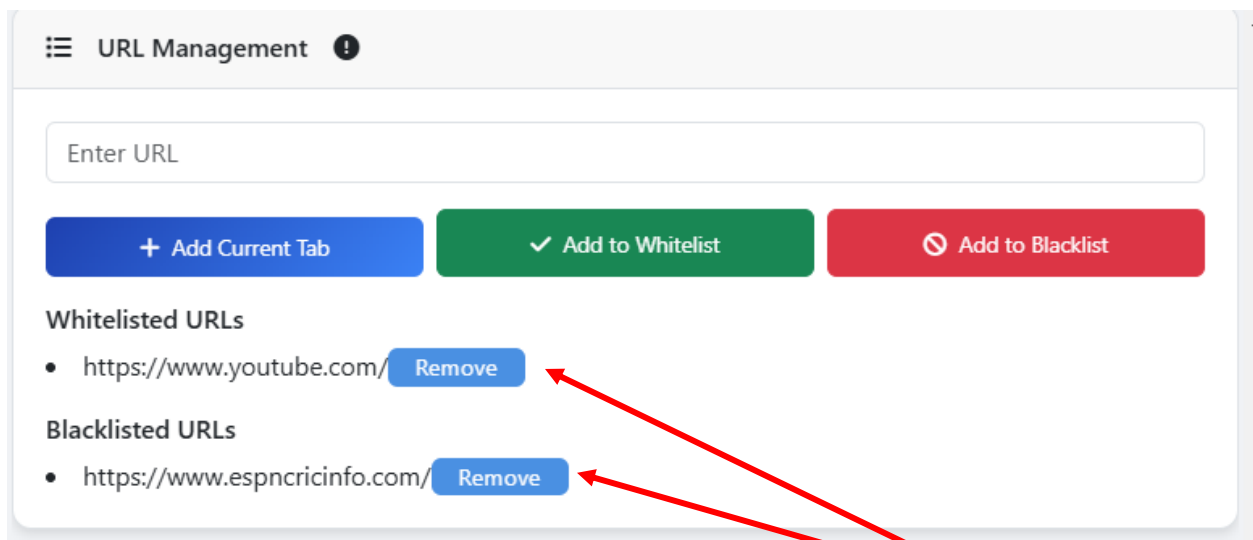 URL Management
Enter URL
Add Current Tab
Add to Whitelist
Add to Blacklist
Whitelisted URLs
https://www.youtube.com/ Remove
Blacklisted URLs
https://www.espncricinfo.com/ Remove